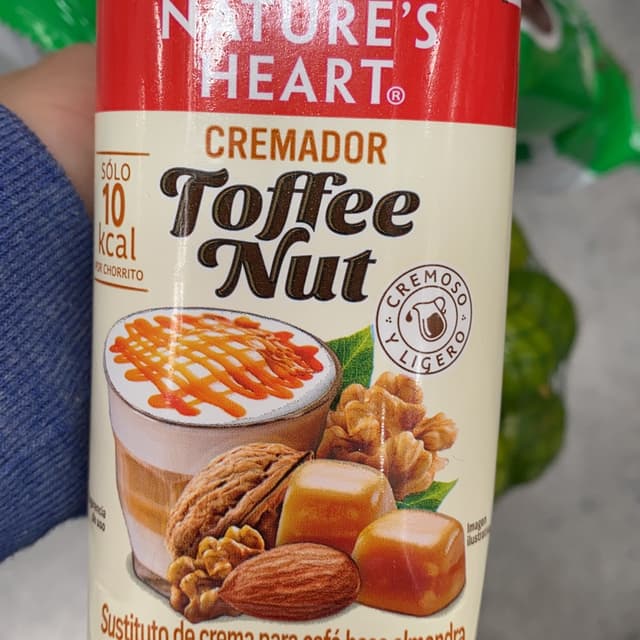 NATURE'S
HEART®
CREMADOR
Toffee
Nut
SÓLO
10
kcal
POR CHORRITO
CREMOSO
Y LIGERO
Imagen
Sustituto de crema para café base almendra